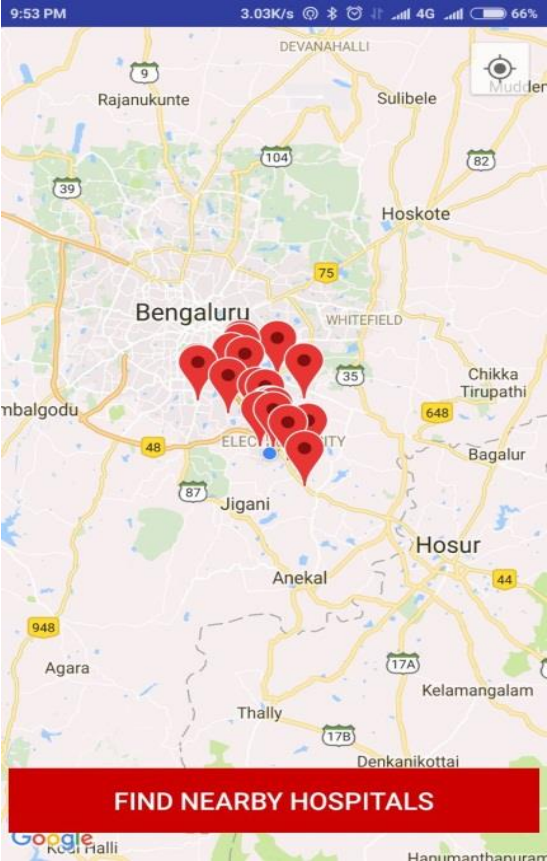 9:53 PM 3.03K/s 4G 66%
DEVANAHALLI
9
Rajanukunte
Sulibele
104
82
39
Hoskote
75
Bengaluru
WHITEFIELD
35
Chikka
Tirupathi
mbalgodu
648
48
Bagalur
87
Jigani
Hosur
Anekal
44
948
Agara
17A
Kelamangalam
Thally
17B
Denkanikottai
FIND NEARBY HOSPITALS
Google
Halli
Hanumanthapuram